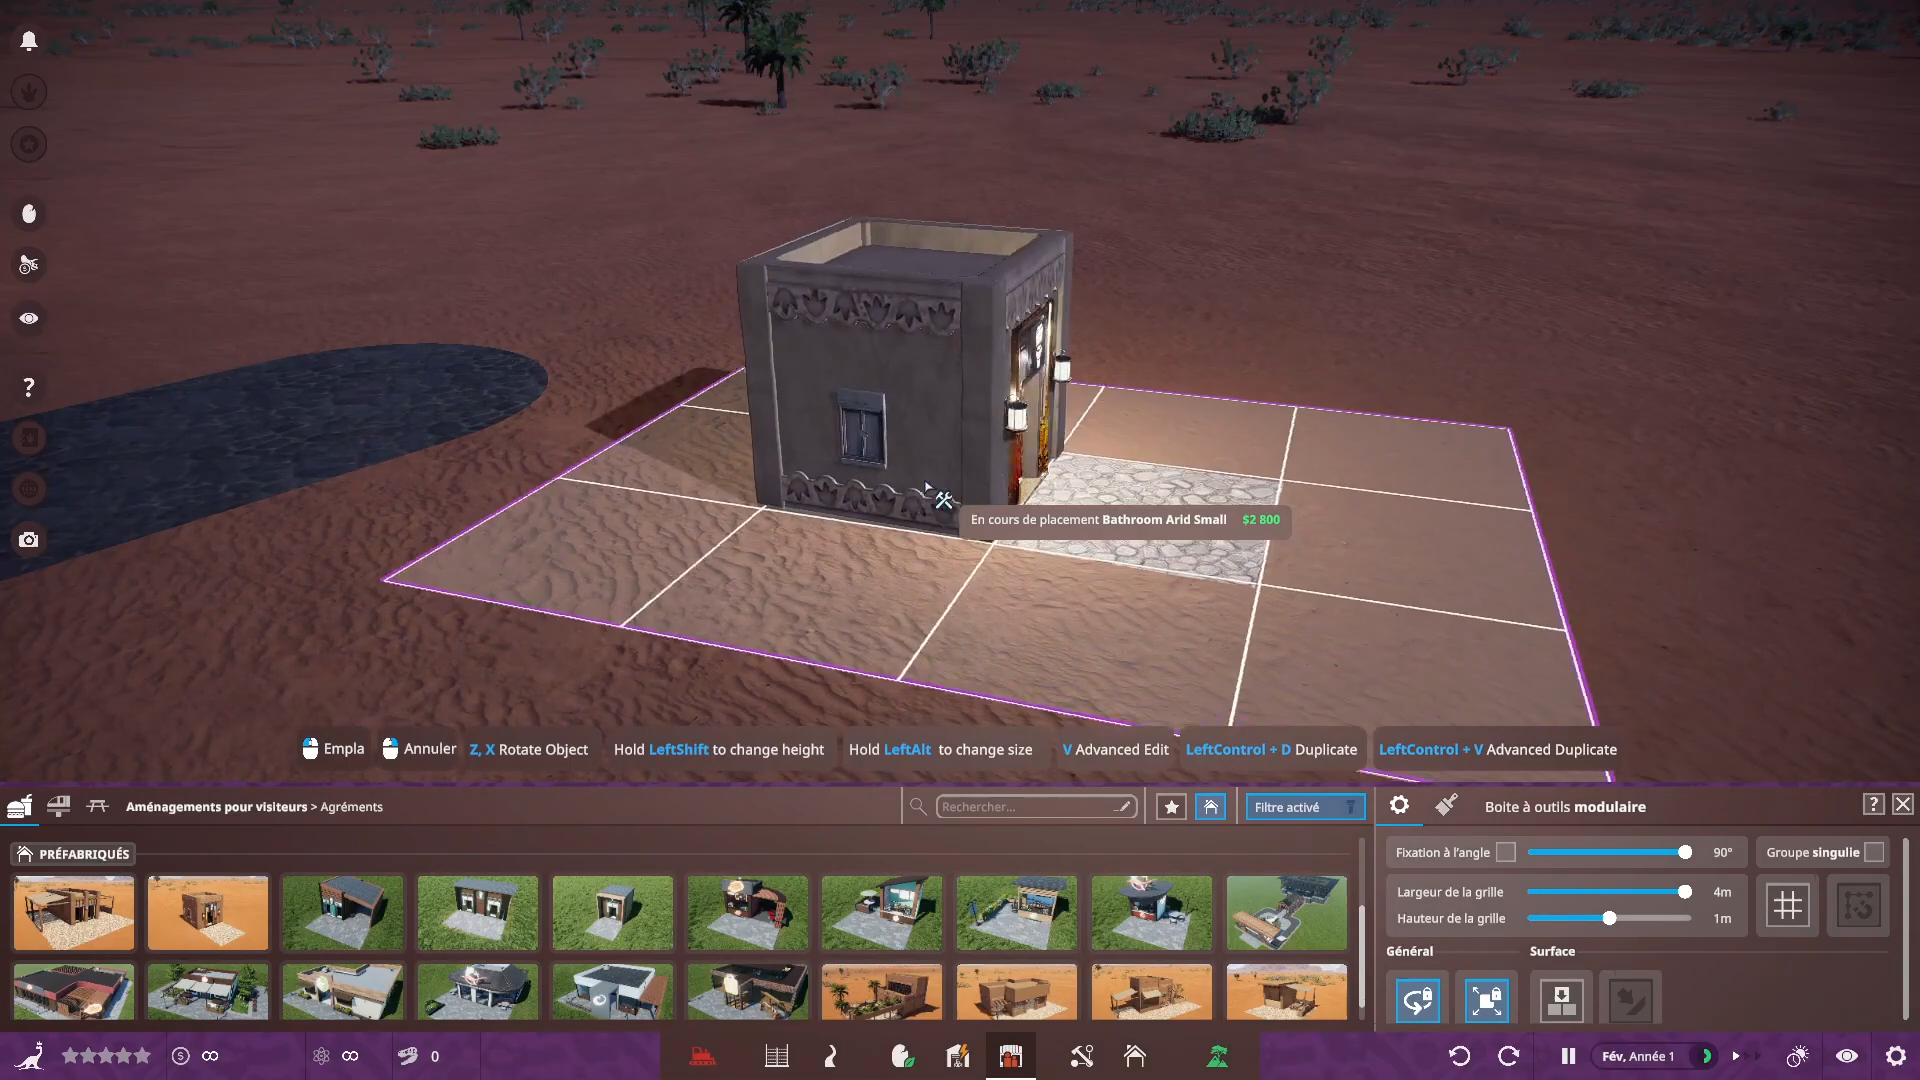 ?
En cours de placement Bathroom Arid Small $2 800
Empla Annuler Z, X Rotate Object Hold LeftShift to change height Hold LeftAlt to change size V Advanced Edit LeftControl + D Duplicate LeftControl + V Advanced Duplicate
Aménagements pour visiteurs > Agréments
Rechercher...
Filtre activé
Boite à outils modulaire
?
PRÉFABRIQUÉS
Fixation à l'angle 90° Groupe singulie
Largeur de la grille 4m
Hauteur de la grille 1m
Général Surface
∞ ∞ 0
Fév, Année 1